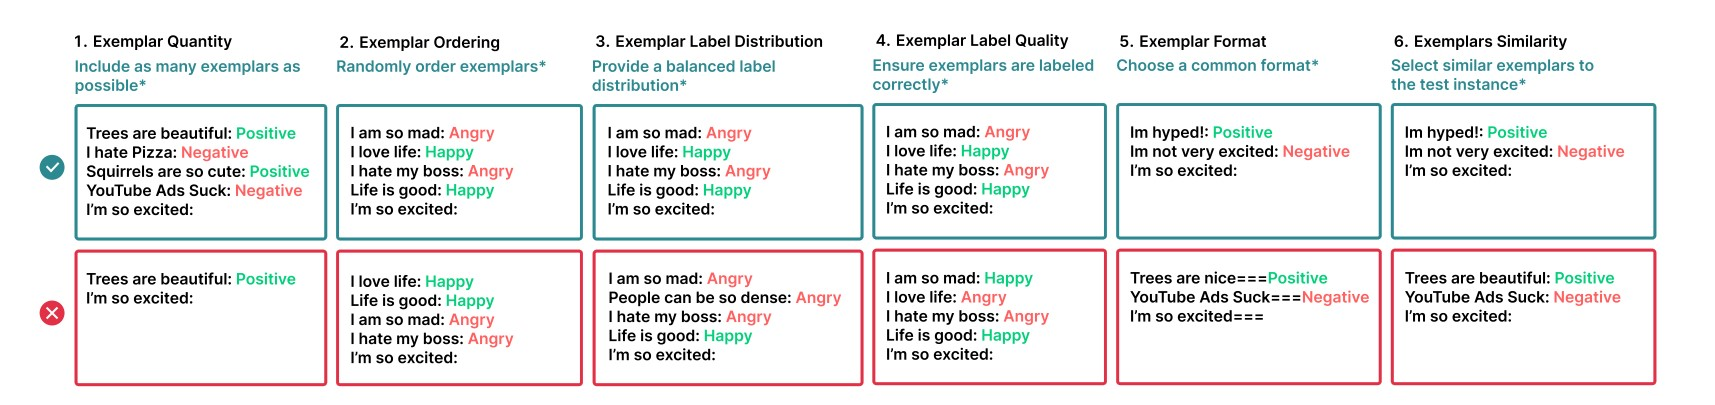 1. Exemplar Quantity
Include as many exemplars as
possible*
Trees are beautiful: Positive
I hate Pizza: Negative
Squirrels are so cute: Positive
YouTube Ads Suck: Negative
I'm so excited:
Trees are beautiful: Positive
I'm so excited:
2. Exemplar Ordering
Randomly order exemplars*
I am so mad: Angry
I love life: Happy
I hate my boss: Angry
Life is good: Happy
I'm so excited:
I love life: Happy
Life is good: Happy
I am so mad: Angry
I hate my boss: Angry
I'm so excited:
3. Exemplar Label Distribution
Provide a balanced label
distribution*
I am so mad: Angry
I love life: Happy
I hate my boss: Angry
Life is good: Happy
I'm so excited:
I am so mad: Angry
People can be so dense: Angry
I hate my boss: Angry
Life is good: Happy
I'm so excited:
4. Exemplar Label Quality
Ensure exemplars are labeled
correctly*
I am so mad: Angry
I love life: Happy
I hate my boss: Angry
Life is good: Happy
I'm so excited:
I am so mad: Happy
I love life: Angry
I hate my boss: Angry
Life is good: Happy
I'm so excited:
5. Exemplar Format
Choose a common format*
Im hyped!: Positive
Im not very excited: Negative
I'm so excited:
Trees are nice===Positive
YouTube Ads Suck===Negative
I'm so excited===
6. Exemplars Similarity
Select similar exemplars to
the test instance*
Im hyped!: Positive
Im not very excited: Negative
I'm so excited:
Trees are beautiful: Positive
YouTube Ads Suck: Negative
I'm so excited: